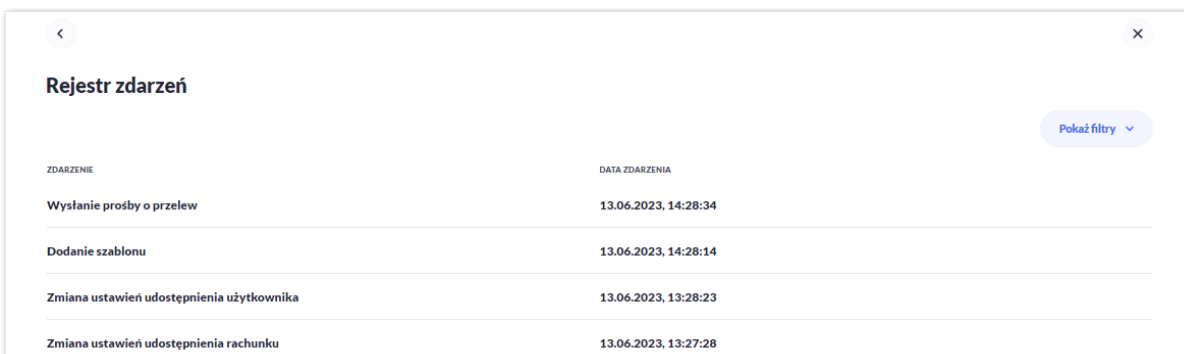 Rejestr zdarzeń
Pokaż filtry
ZDARZENIE DATA ZDARZENIA
Wysłanie prośby o przelew 13.06.2023, 14:28:34
Dodanie szablonu 13.06.2023, 14:28:14
Zmiana ustawień udostępnienia użytkownika 13.06.2023, 13:28:23
Zmiana ustawień udostępnienia rachunku 13.06.2023, 13:27:28